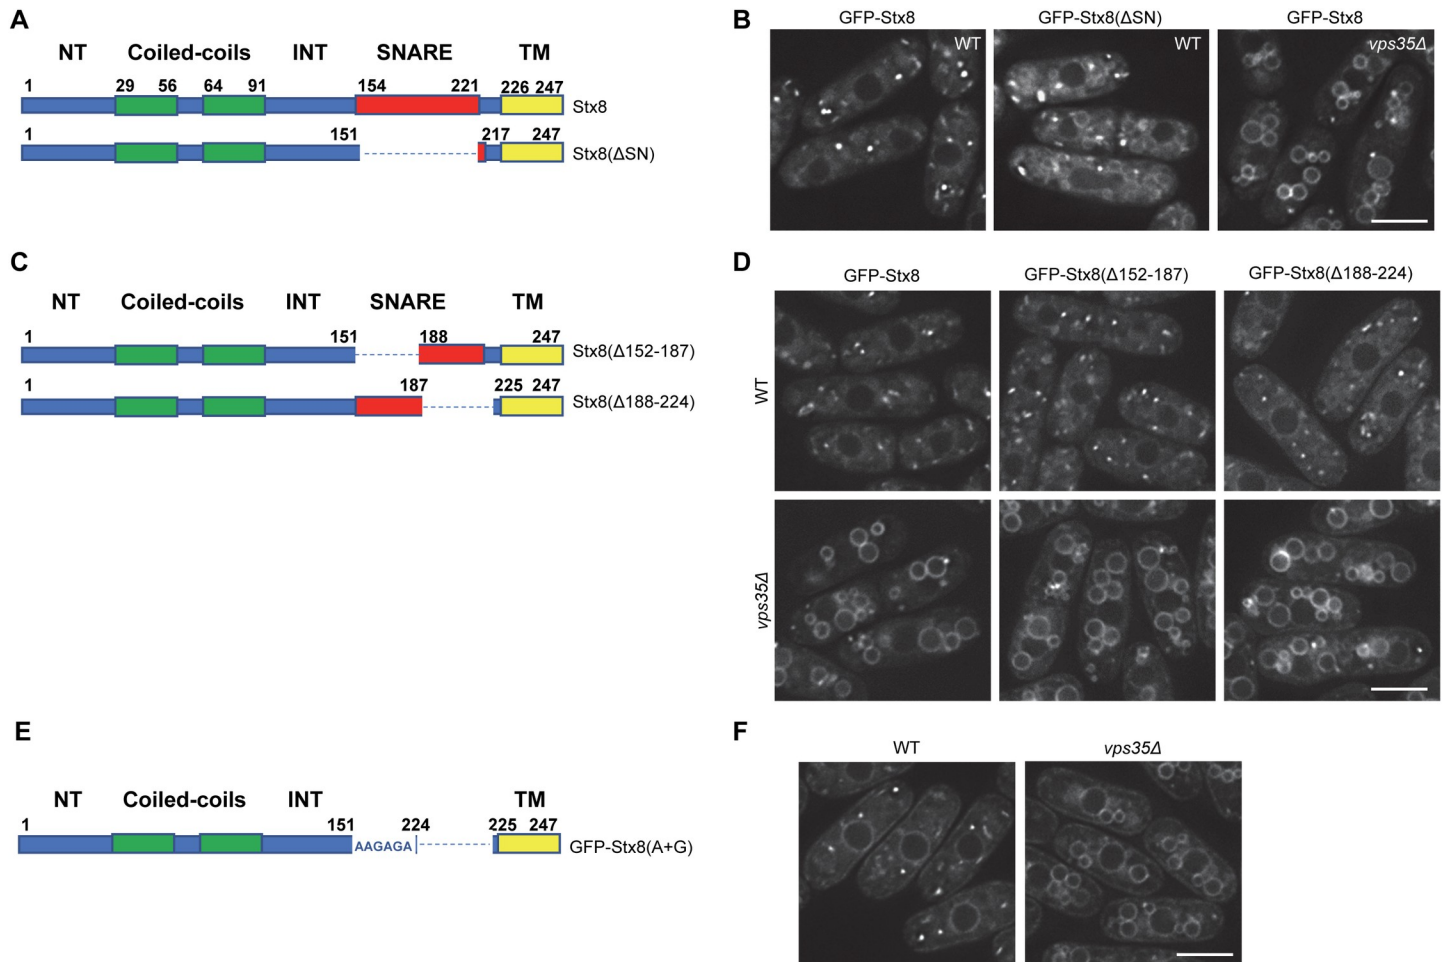 A
NT Coiled-coils INT SNARE TM
1 29 56 64 91 154 221 226 247
Stx8
1 151 217 247
Stx8(ΔSN)
B
GFP-Stx8 GFP-Stx8(ΔSN) GFP-Stx8
WT WT vps35Δ
C
NT Coiled-coils INT SNARE TM
1 151 188 247
Stx8(Δ152-187)
1 187 225 247
Stx8(Δ188-224)
D
GFP-Stx8 GFP-Stx8(Δ152-187) GFP-Stx8(Δ188-224)
WT
vps35Δ
E
NT Coiled-coils INT TM
1 151 224 225 247
AAGAGA
GFP-Stx8(A+G)
F
WT vps35Δ